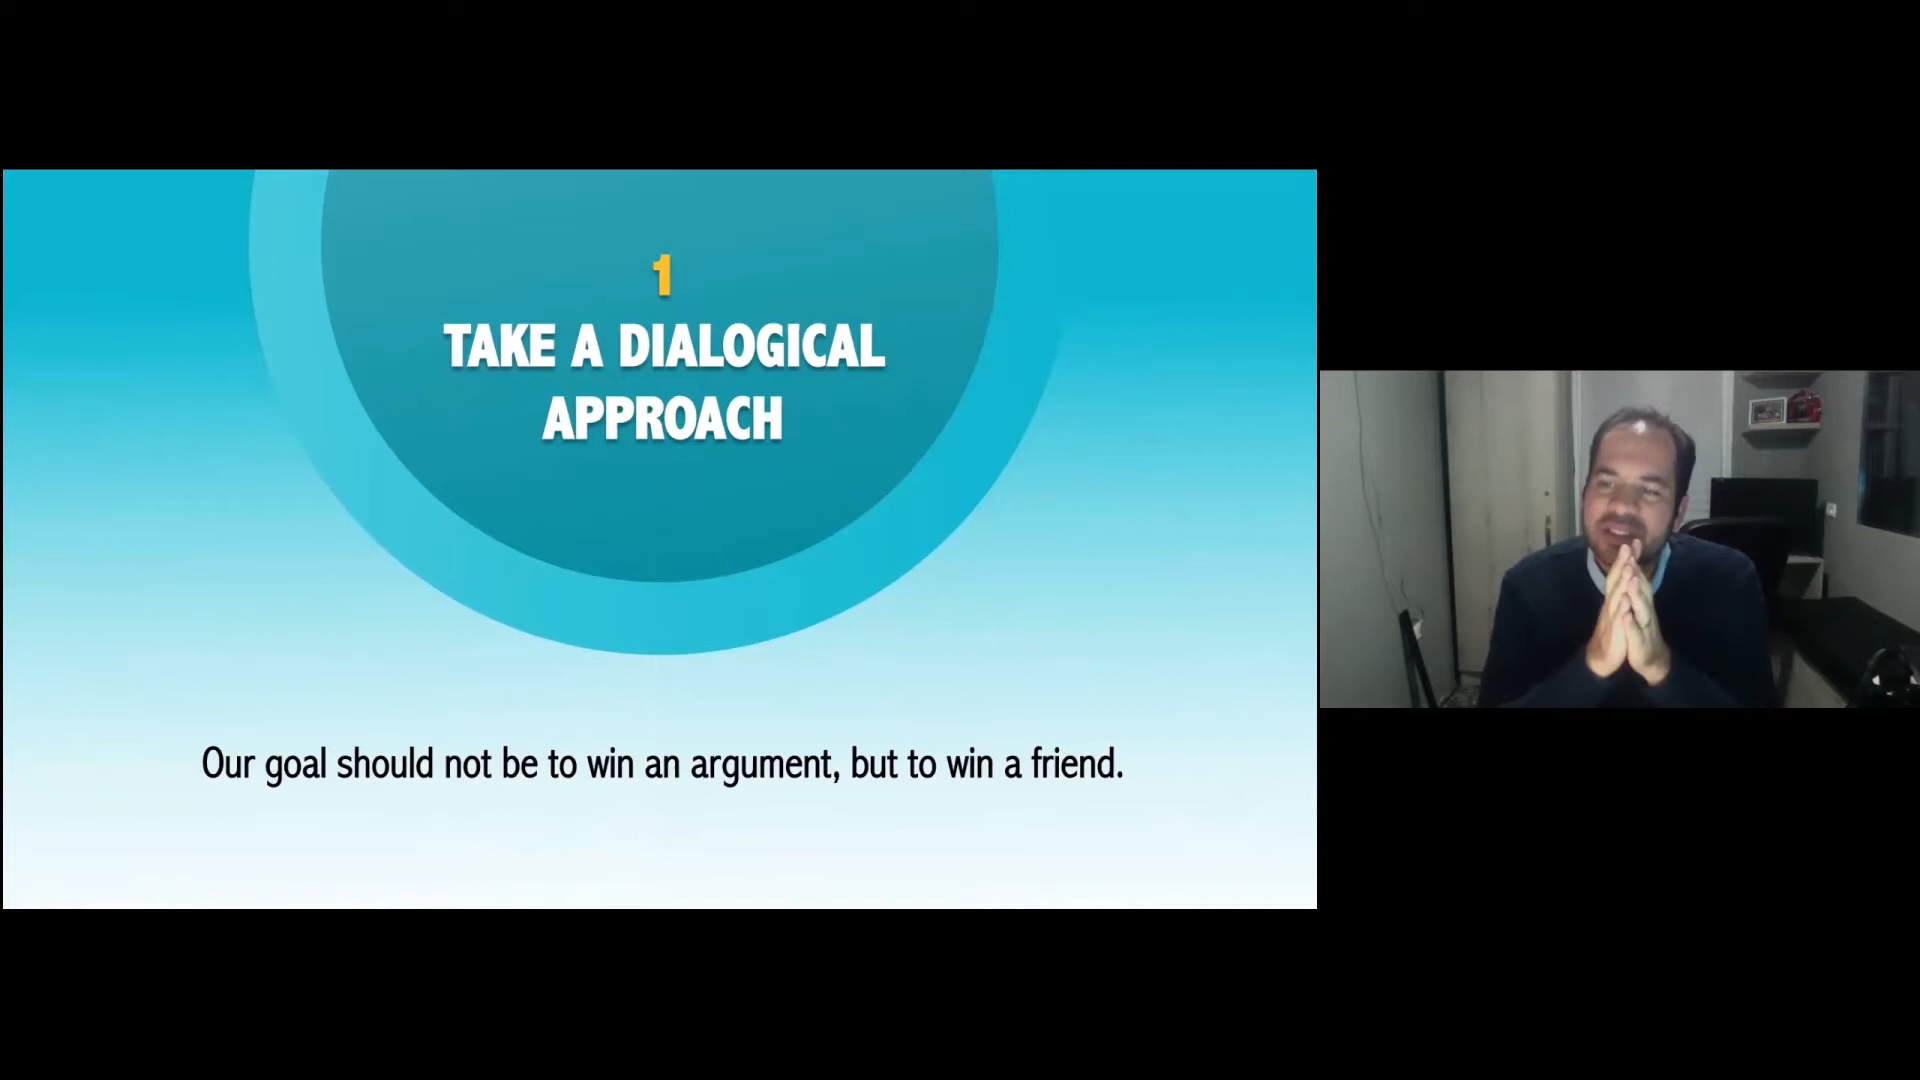 1
TAKE A DIALOGICAL
APPROACH
Our goal should not be to win an argument, but to win a friend.